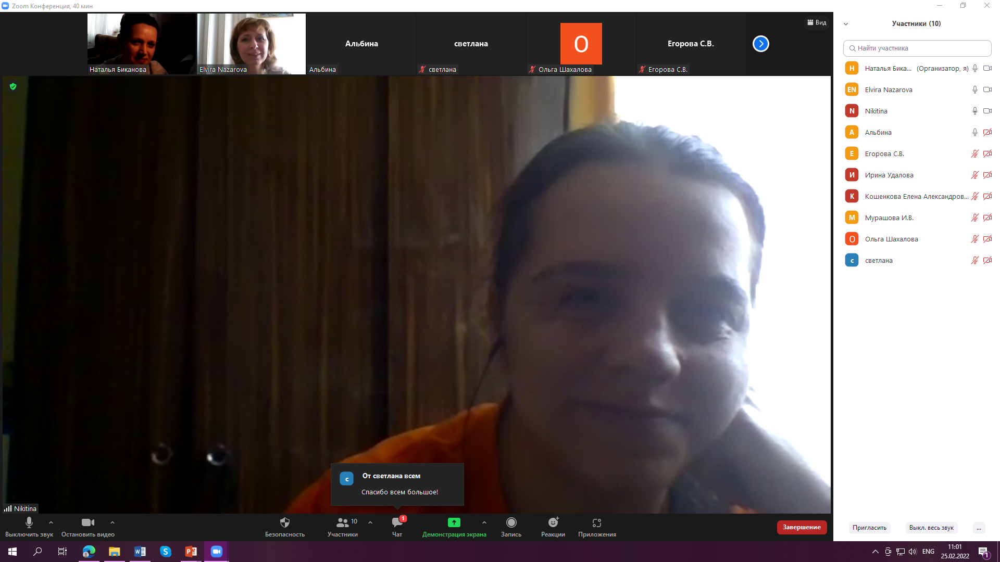 Zoom Конференция, 40 мин
Вид
Альбина
светлана
О
Егорова С.В.
Наталья Биканова
Elvira Nazarova
Альбина
светлана
Ольга Шахалова
Егорова С.В.
Участники (10)
Найти участника
Н Наталья Бика... (Организатор, я)
EN Elvira Nazarova
N Nikitina
А Альбина
Е Егорова С.В.
И Ирина Удалова
К Кошенкова Елена Александров...
М Мурашова И.В.
О Ольга Шахалова
с светлана
От светлана всем
с
Спасибо всем большое!
Nikitina
10
1
Выключить звук
Остановить видео
Безопасность
Участники
Чат
Демонстрация экрана
Запись
Реакции
Приложения
Завершение
Пригласить
Выкл. весь звук
...
ENG
11:01
25.02.2022
1